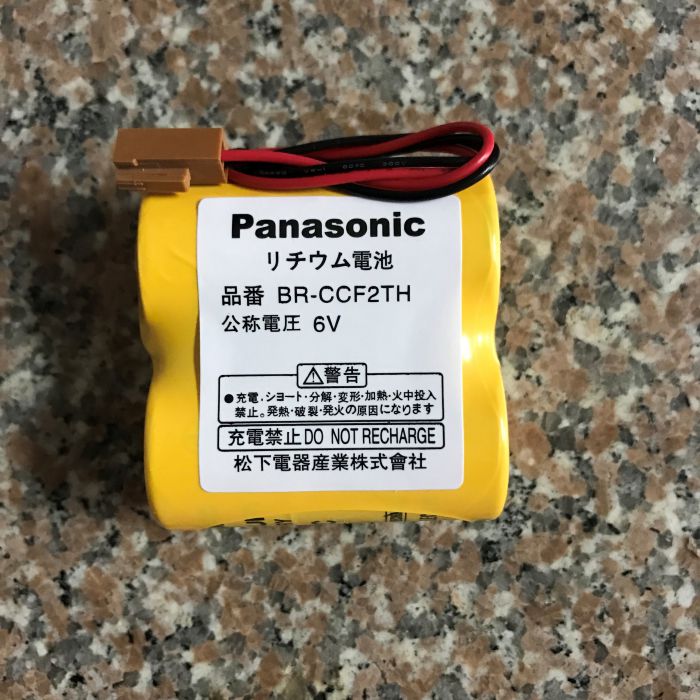 Panasonic
リチウム電池
品番 BR-CCF2TH
公称電圧 6V
⚠警告
●充電,ショート・分解・変形・加熱・火中投入
禁止。発熱・破裂・発火の原因になります
充電禁止DO NOT RECHARGE
松下電器産業株式會社